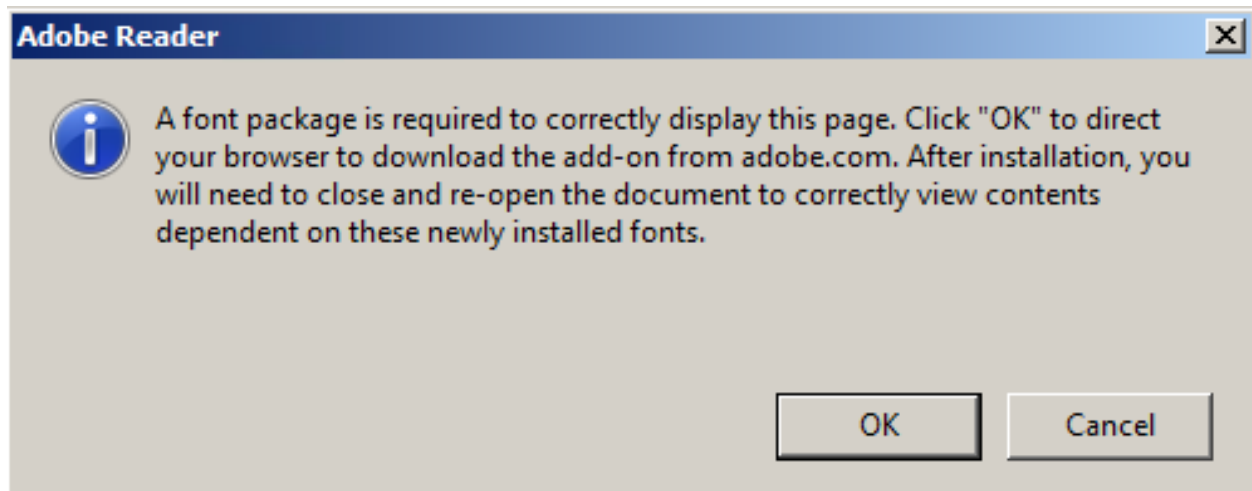 Adobe Reader
A font package is required to correctly display this page. Click "OK" to direct
your browser to download the add-on from adobe.com. After installation, you
will need to close and re-open the document to correctly view contents
dependent on these newly installed fonts.
OK
Cancel